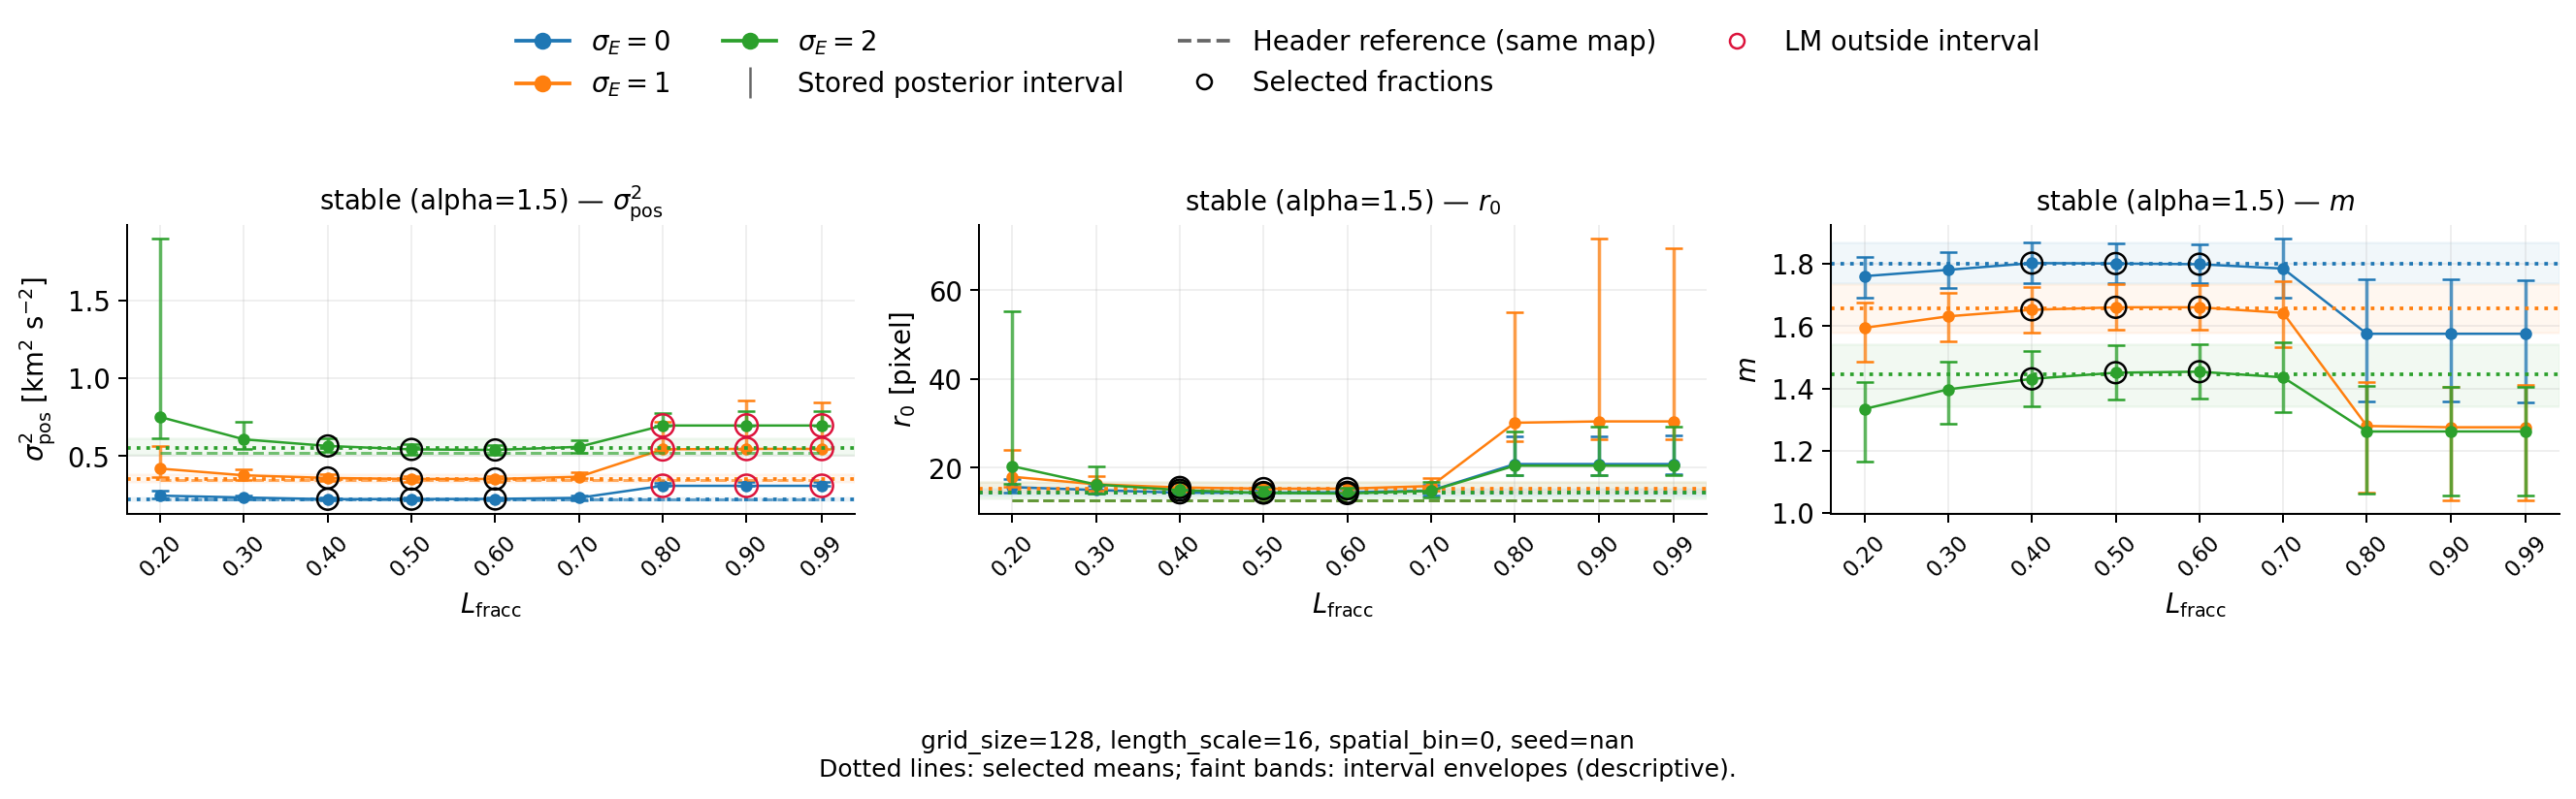 σ_E = 0
σ_E = 1
σ_E = 2
Stored posterior interval
Header reference (same map)
Selected fractions
LM outside interval
stable (alpha=1.5) — σ²_pos
σ²_pos [km² s⁻²]
1.5
1.0
0.5
0.20 0.30 0.40 0.50 0.60 0.70 0.80 0.90 0.99
L_fracc
stable (alpha=1.5) — r₀
r₀ [pixel]
60
40
20
0.20 0.30 0.40 0.50 0.60 0.70 0.80 0.90 0.99
L_fracc
stable (alpha=1.5) — m
m
1.8
1.6
1.4
1.2
1.0
0.20 0.30 0.40 0.50 0.60 0.70 0.80 0.90 0.99
L_fracc
grid_size=128, length_scale=16, spatial_bin=0, seed=nan
Dotted lines: selected means; faint bands: interval envelopes (descriptive).